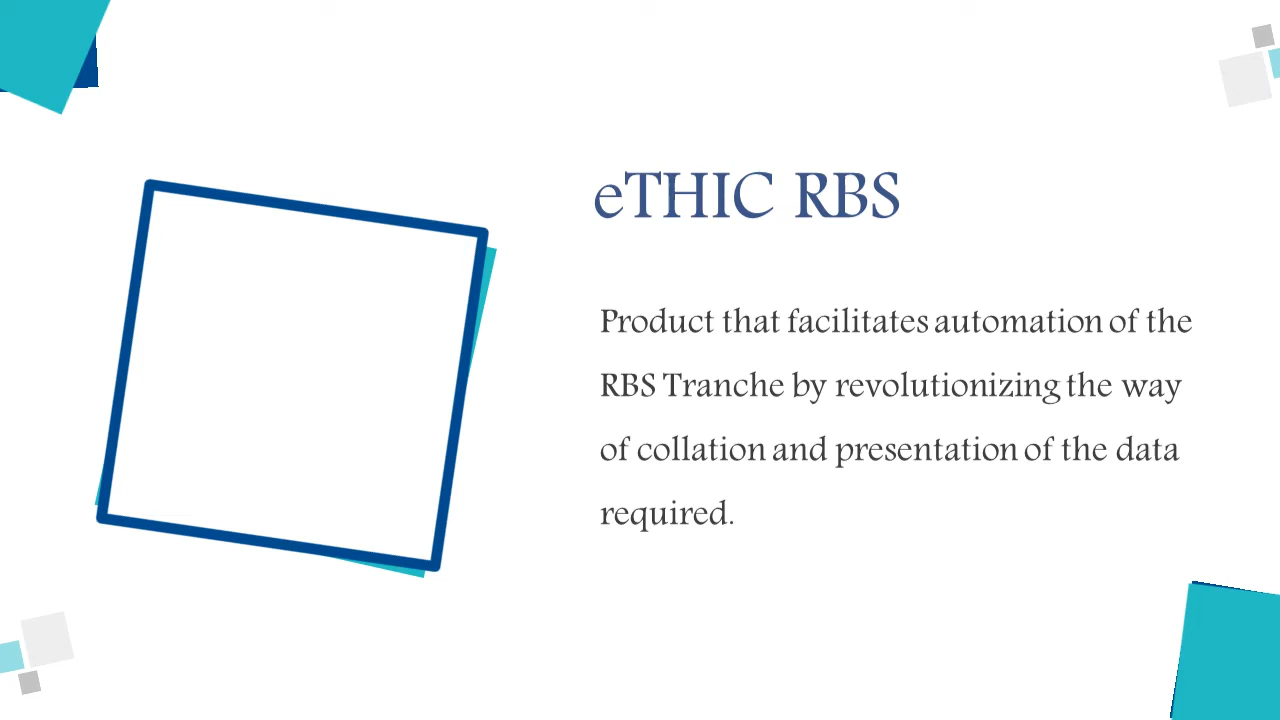 eTHIC RBS
Product that facilitates automation of the
RBS Tranche by revolutionizing the way
of collation and presentation of the data
required.